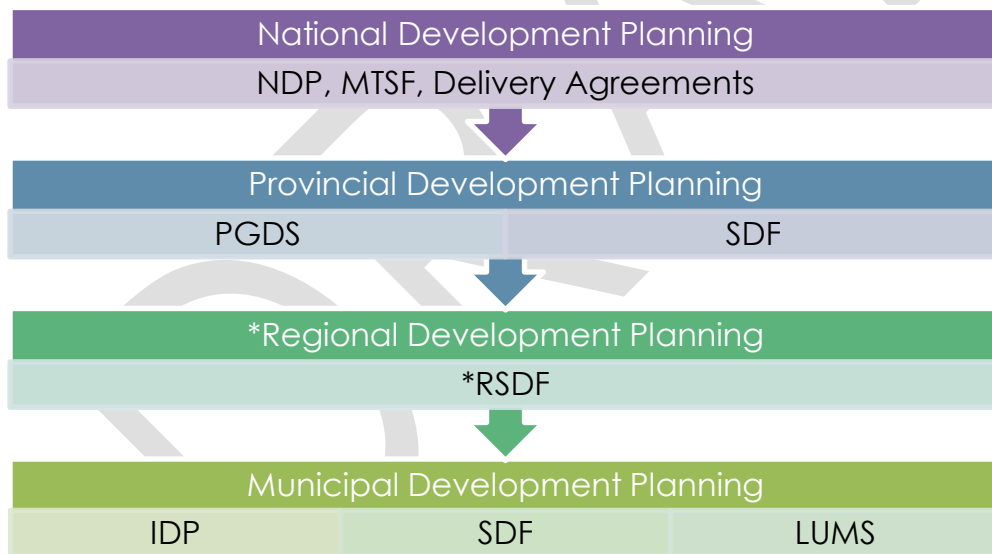 National Development Planning
NDP, MTSF, Delivery Agreements
Provincial Development Planning
PGDS SDF
*Regional Development Planning
*RSDF
Municipal Development Planning
IDP SDF LUMS